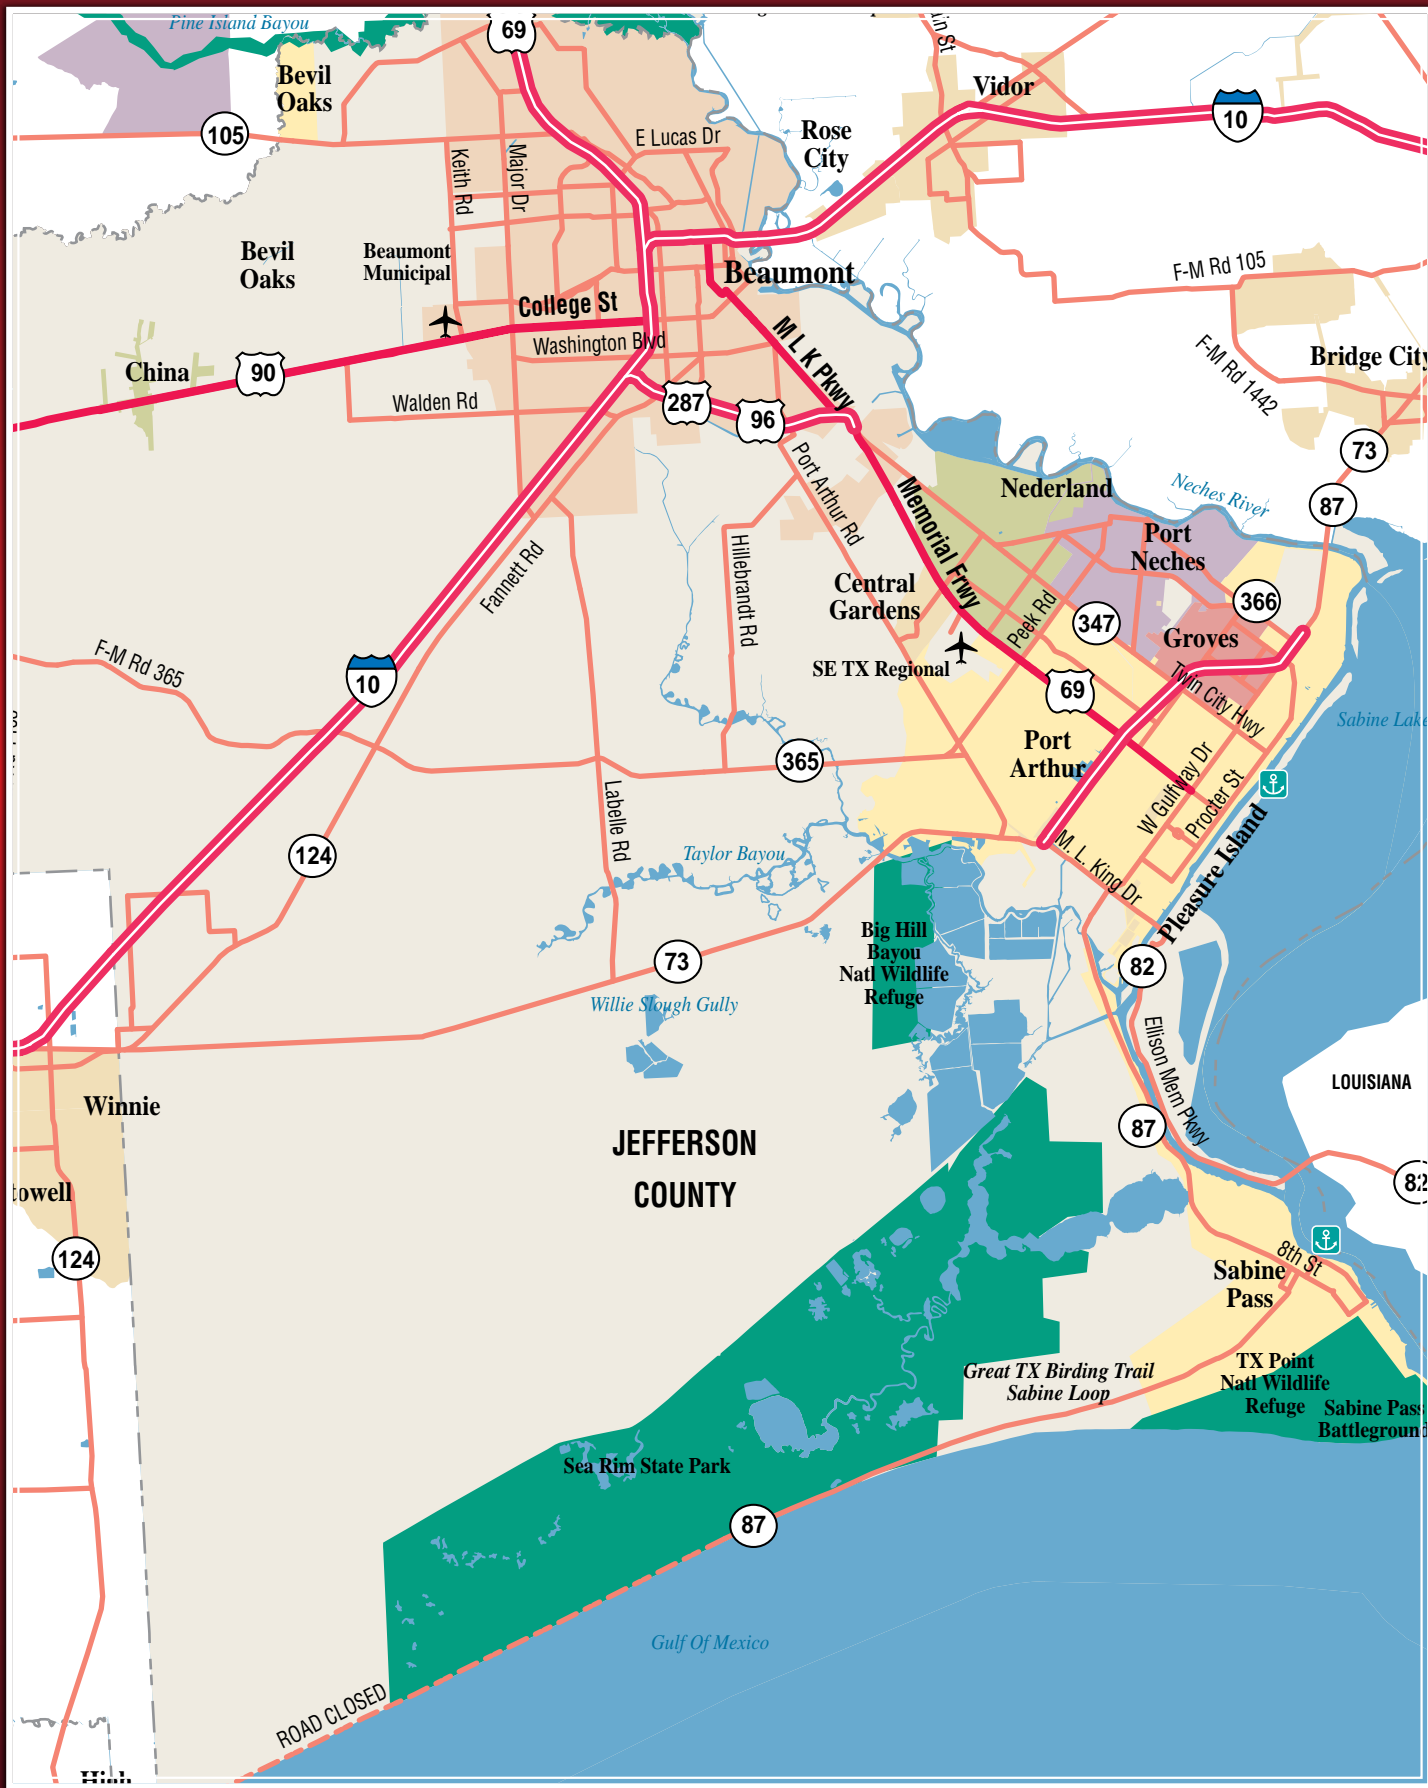 Pine Island Bayou
69
Bevil
Oaks
Vidor
10
105
E Lucas Dr
Rose
City
Keith Rd
Major Dr
Bevil
Oaks
Beaumont
Municipal
Beaumont
F-M Rd 105
College St
Washington Blvd
M L K Pkwy
F-M Rd 1442
Bridge City
China
90
Walden Rd
287
96
73
Port Arthur Rd
Memorial Frwy
Nederland
Neches River
87
Port
Neches
Fannett Rd
Hillebrandt Rd
Central
Gardens
Peek Rd
347
366
Groves
F-M Rd 365
10
SE TX Regional
69
Twin City Hwy
Sabine Lake
365
Port
Arthur
W Gulfway Dr
Procter St
Labelle Rd
124
Taylor Bayou
M. L. King Dr
Pleasure Island
73
Big Hill
Bayou
Natl Wildlife
Refuge
82
Willie Slough Gully
Ellison Mem Pkwy
LOUISIANA
Winnie
87
JEFFERSON
COUNTY
towell
82
124
8th St
Sabine
Pass
Great TX Birding Trail
Sabine Loop
TX Point
Natl Wildlife
Refuge
Sabine Pass
Battleground
Sea Rim State Park
87
Gulf Of Mexico
ROAD CLOSED
High